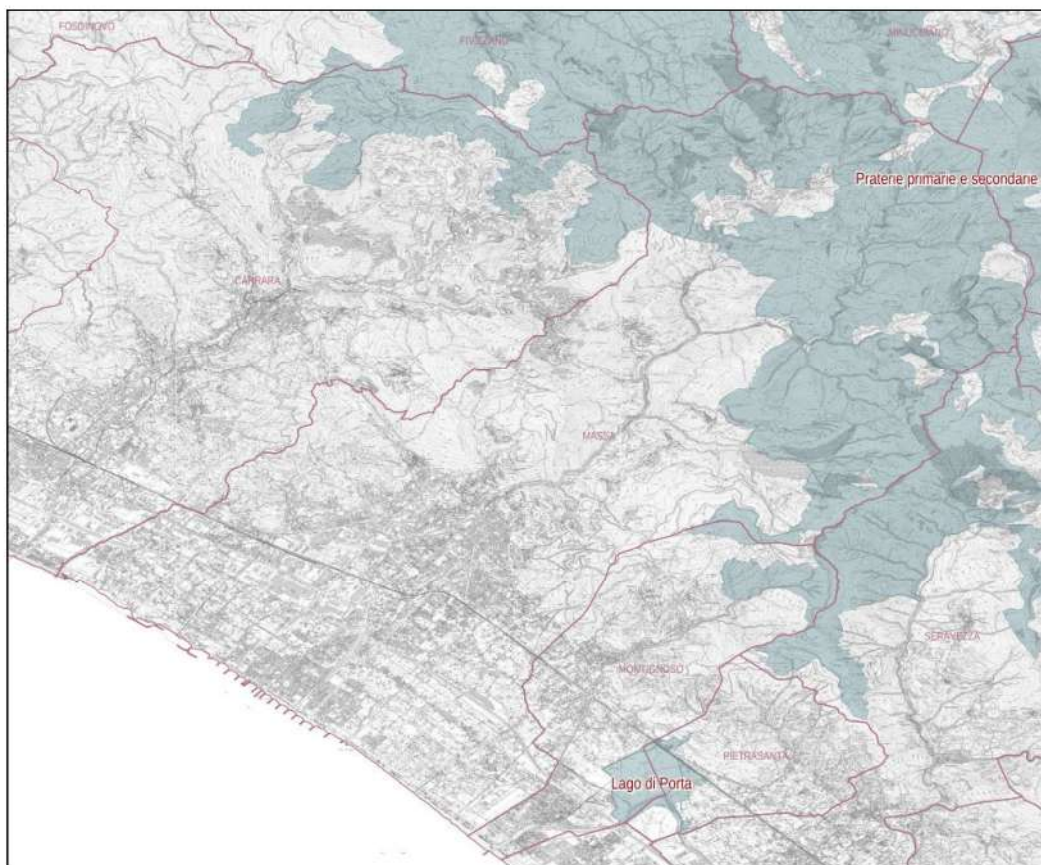 FOSDINOVO
FIVIZZANO
MINUCCIANO
Praterie primarie e secondarie
CARRARA
MASSA
SERAVEZZA
MONTIGNOSO
PIETRASANTA
Lago di Porta